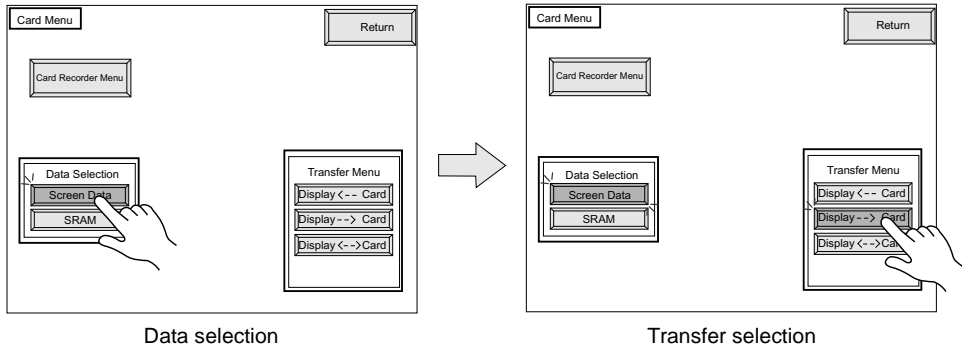 Card Menu
Return
Card Recorder Menu
Data Selection
Screen Data
SRAM
Transfer Menu
Display <-- Card
Display --> Card
Display <--> Card
Data selection
Card Menu
Return
Card Recorder Menu
Data Selection
Screen Data
SRAM
Transfer Menu
Display <-- Card
Display --> Card
Display <--> Card
Transfer selection